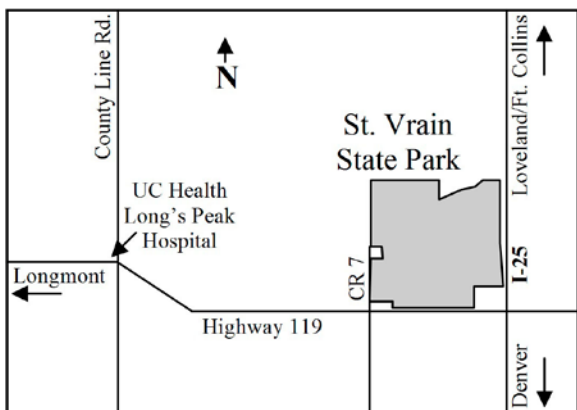 County Line Rd.
N
Loveland/Ft. Collins
St. Vrain
State Park
UC Health
Long's Peak
Hospital
Longmont
CR 7
I-25
Highway 119
Denver